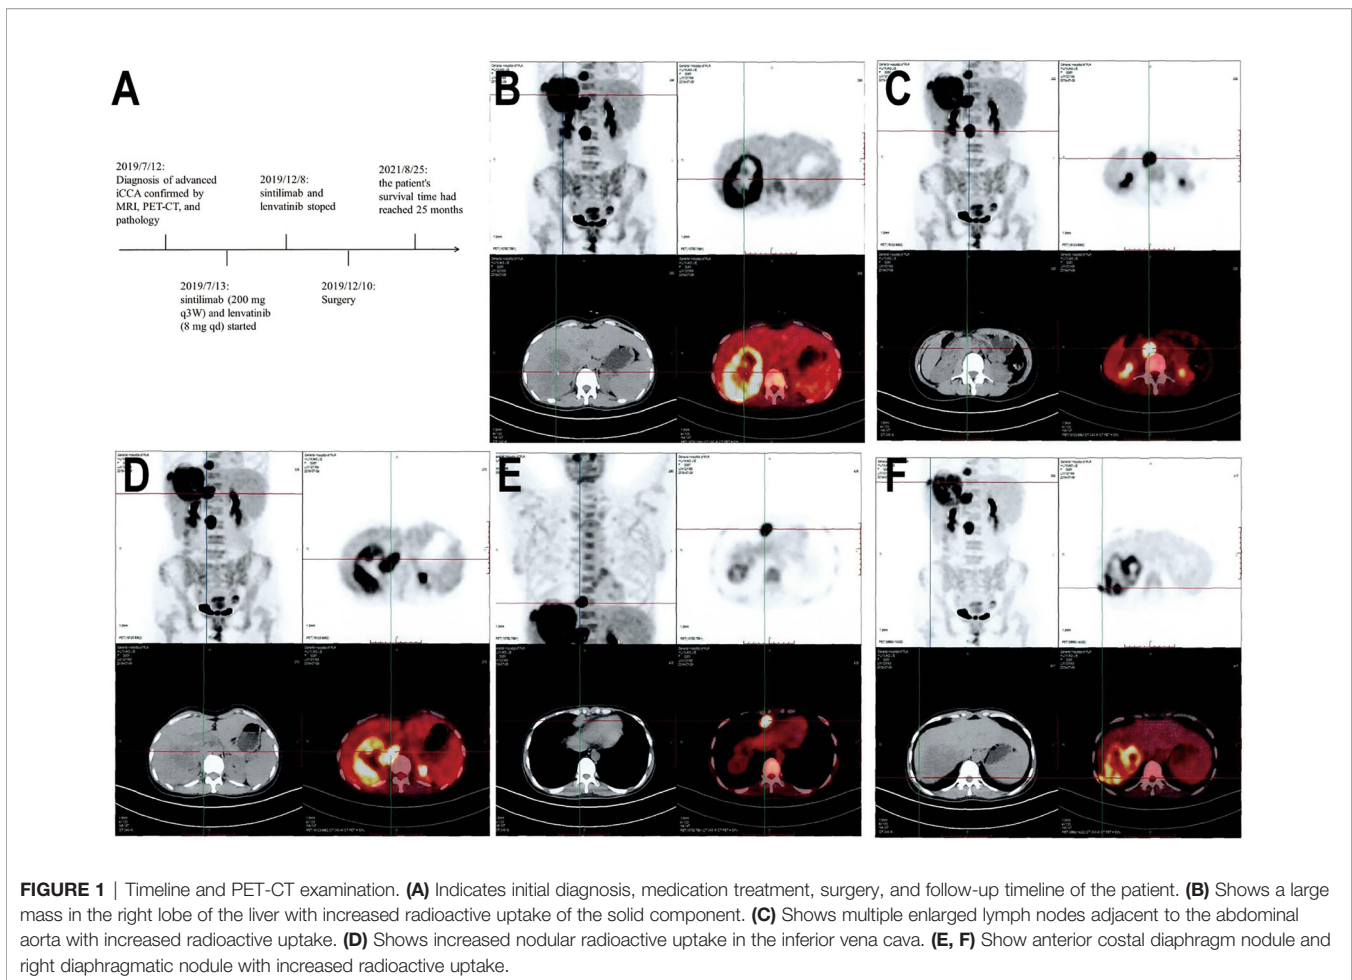 A
2019/7/12:
Diagnosis of advanced
iCCA confirmed by
MRI, PET-CT, and
pathology
2019/12/8:
sintilimab and
lenvatinib stoped
2021/8/25:
the patient's
survival time had
reached 25 months
2019/7/13:
sintilimab (200 mg
q3W) and lenvatinib
(8 mg qd) started
2019/12/10:
Surgery
B
C
D
E
F
FIGURE 1 | Timeline and PET-CT examination. (A) Indicates initial diagnosis, medication treatment, surgery, and follow-up timeline of the patient. (B) Shows a large
mass in the right lobe of the liver with increased radioactive uptake of the solid component. (C) Shows multiple enlarged lymph nodes adjacent to the abdominal
aorta with increased radioactive uptake. (D) Shows increased nodular radioactive uptake in the inferior vena cava. (E, F) Show anterior costal diaphragm nodule and
right diaphragmatic nodule with increased radioactive uptake.